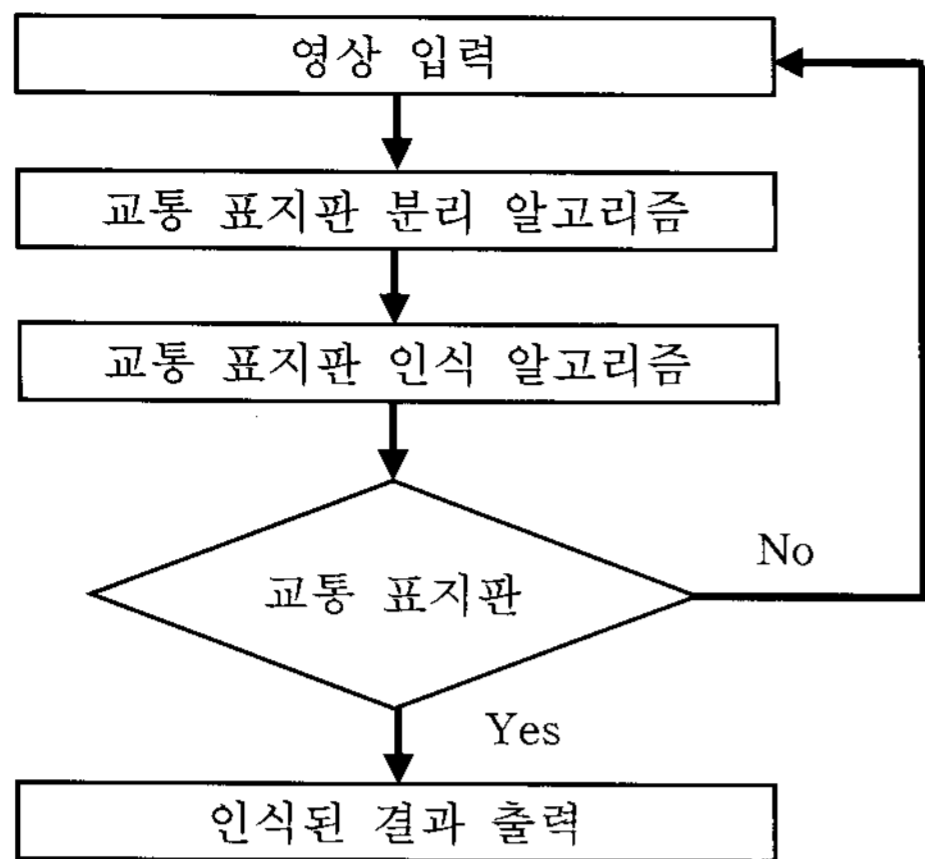 영상 입력
교통 표지판 분리 알고리즘
교통 표지판 인식 알고리즘
교통 표지판
No
Yes
인식된 결과 출력